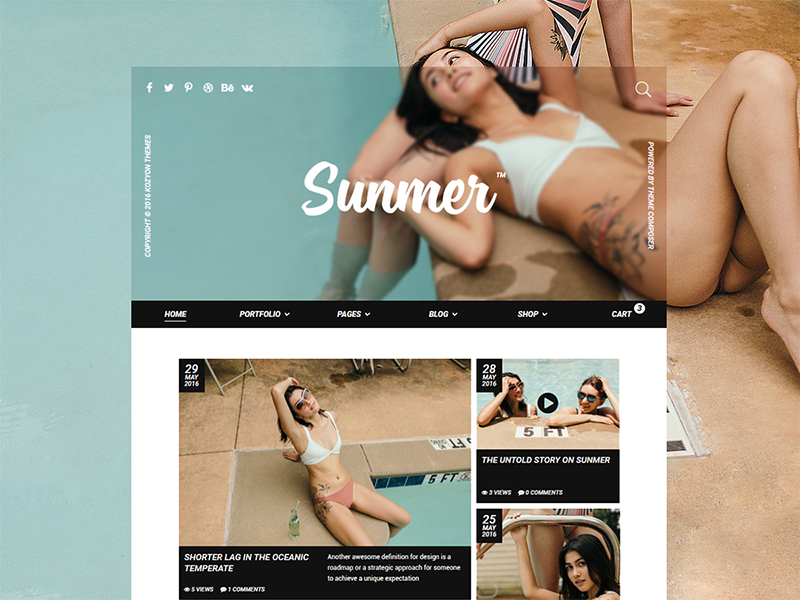 Bē
COPYRIGHT © 2016 KOZYON THEMES
Sunmer™
POWERED BY THEME COMPOSER
HOME
PORTFOLIO
PAGES
BLOG
SHOP
CART
3
29
MAY
2016
5 FT
SHORTER LAG IN THE OCEANIC
TEMPERATE
Another awesome definition for design is a
roadmap or a strategic approach for someone
to achieve a unique expectation
5 VIEWS 1 COMMENTS
28
MAY
2016
5 FT
THE UNTOLD STORY ON SUNMER
3 VIEWS 0 COMMENTS
25
MAY
2016